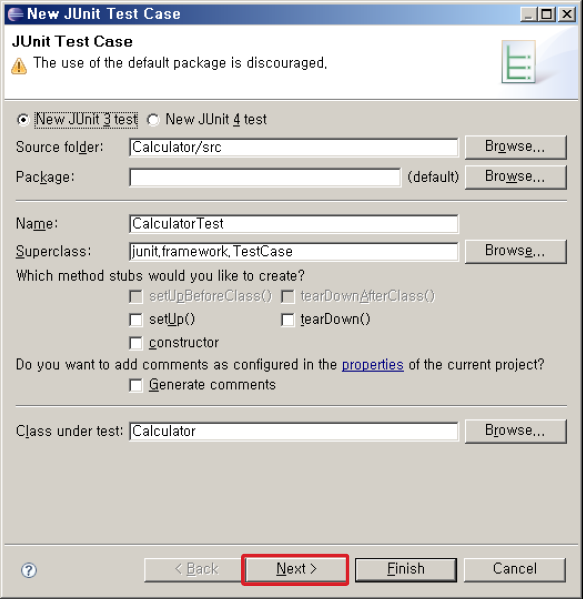 New JUnit Test Case
JUnit Test Case
The use of the default package is discouraged.
New JUnit 3 test New JUnit 4 test
Source folder: Calculator/src Browse...
Package: (default) Browse...
Name: CalculatorTest
Superclass: junit.framework.TestCase Browse...
Which method stubs would you like to create?
setUpBeforeClass() tearDownAfterClass()
setUp() tearDown()
constructor
Do you want to add comments as configured in the properties of the current project?
Generate comments
Class under test: Calculator Browse...
? < Back Next > Finish Cancel